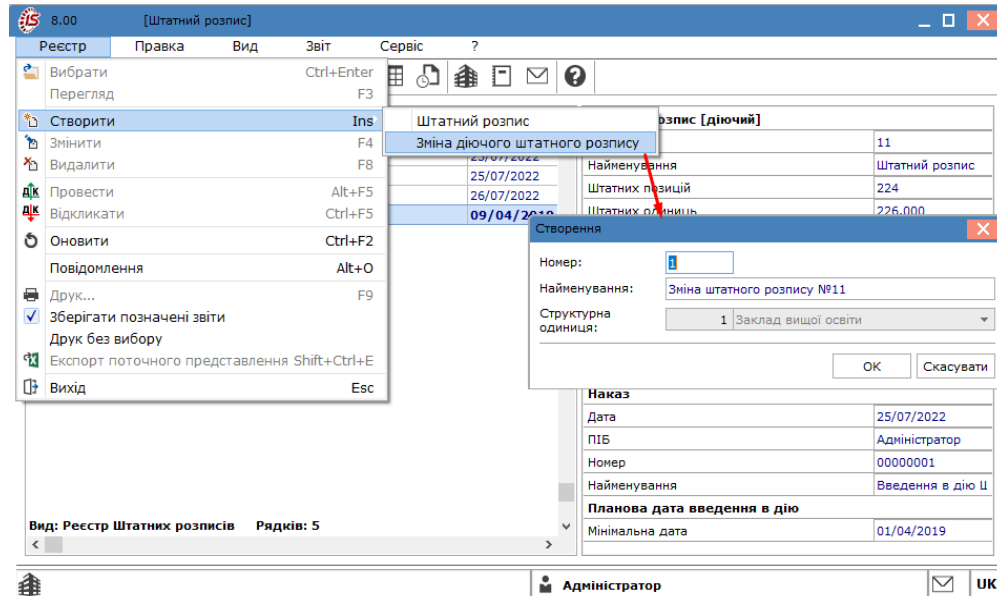 8.00 [Штатний розпис]
Реєстр Правка Вид Звіт Сервіс ?
Вибрати Ctrl+Enter
Перегляд F3
Створити Ins
Змінити F4
Видалити F8
Провести Alt+F5
Відкликати Ctrl+F5
Оновити Ctrl+F2
Повідомлення Alt+O
Друк... F9
Зберігати позначені звіти
Друк без вибору
Експорт поточного представлення Shift+Ctrl+E
Вихід Esc
Штатний розпис
Зміна діючого штатного розпису
25/07/2022
25/07/2022
26/07/2022
09/04/2019
озпис [діючий]
11
Найменування Штатний розпис
Штатних позицій 224
Штатних одиниць 226.000
Створення
Номер: 1
Найменування: Зміна штатного розпису №11
Структурна одиниця: 1 Заклад вищої освіти
OK Скасувати
Наказ
Дата 25/07/2022
ПІБ Адміністратор
Номер 00000001
Найменування Введення в дію Ш
Планова дата введення в дію
Мінімальна дата 01/04/2019
Вид: Реєстр Штатних розписів Рядків: 5
Адміністратор UK